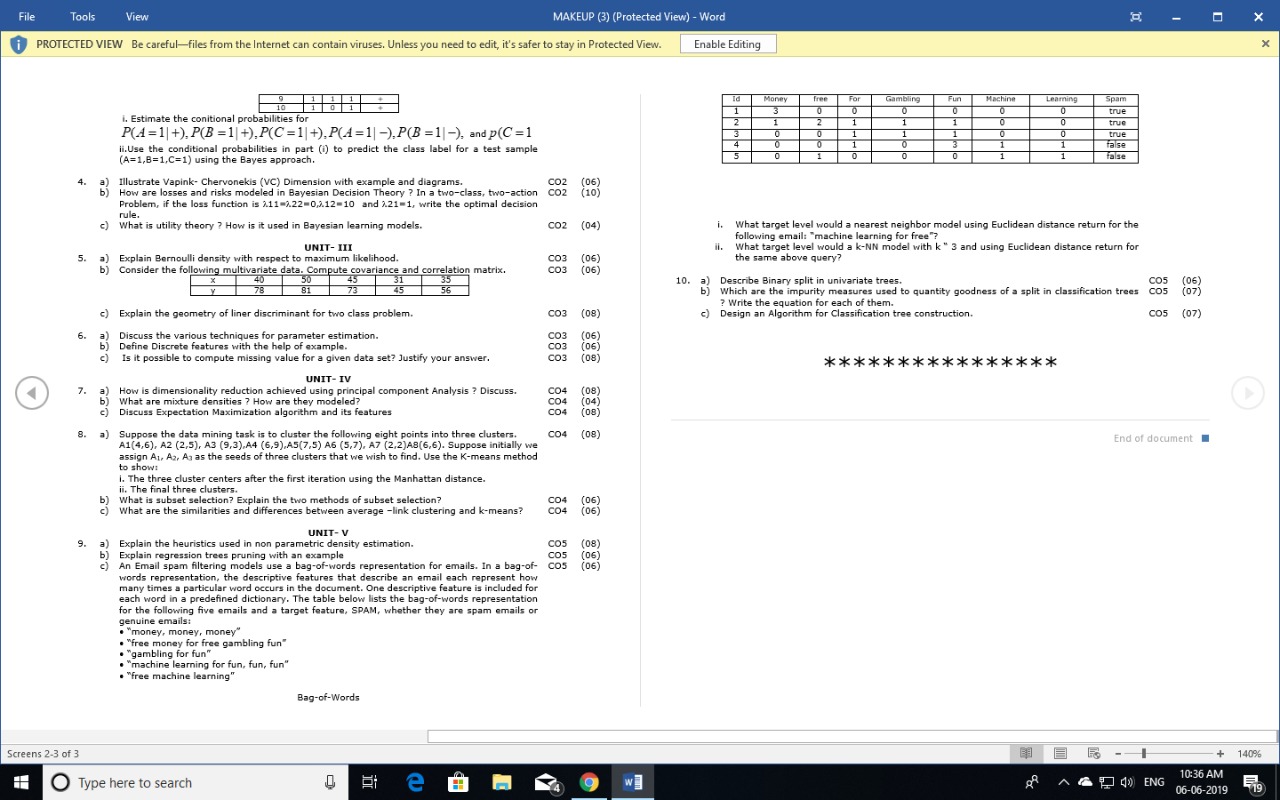 File Tools View MAKEUP (3) (Protected View) - Word
PROTECTED VIEW Be careful—files from the Internet can contain viruses. Unless you need to edit, it's safer to stay in Protected View. Enable Editing
9 1 1 1 +
10 1 0 1 +
i. Estimate the conitional probabilities for
P(A=1|+), P(B=1|+), P(C=1|+), P(A=1|−), P(B=1|−), and p(C=1
ii.Use the conditional probabilities in part (i) to predict the class label for a test sample
(A=1,B=1,C=1) using the Bayes approach.
4. a) Illustrate Vapink- Chervonekis (VC) Dimension with example and diagrams. CO2 (06)
b) How are losses and risks modeled in Bayesian Decision Theory ? In a two–class, two–action CO2 (10)
Problem, if the loss function is λ11=λ22=0,λ12=10 and λ21=1, write the optimal decision
rule.
c) What is utility theory ? How is it used in Bayesian learning models. CO2 (04)
UNIT- III
5. a) Explain Bernoulli density with respect to maximum likelihood. CO3 (06)
b) Consider the following multivariate data. Compute covariance and correlation matrix. CO3 (06)
x 40 50 45 31 35
y 78 81 73 45 56
c) Explain the geometry of liner discriminant for two class problem. CO3 (08)
6. a) Discuss the various techniques for parameter estimation. CO3 (06)
b) Define Discrete features with the help of example. CO3 (06)
c) Is it possible to compute missing value for a given data set? Justify your answer. CO3 (08)
UNIT- IV
7. a) How is dimensionality reduction achieved using principal component Analysis ? Discuss. CO4 (08)
b) What are mixture densities ? How are they modeled? CO4 (04)
c) Discuss Expectation Maximization algorithm and its features CO4 (08)
8. a) Suppose the data mining task is to cluster the following eight points into three clusters. CO4 (08)
A1(4,6), A2 (2,5), A3 (9,3),A4 (6,9),A5(7,5) A6 (5,7), A7 (2,2)A8(6,6). Suppose initially we
assign A₁, A₂, A₃ as the seeds of three clusters that we wish to find. Use the K-means method
to show:
i. The three cluster centers after the first iteration using the Manhattan distance.
ii. The final three clusters.
b) What is subset selection? Explain the two methods of subset selection? CO4 (06)
c) What are the similarities and differences between average –link clustering and k-means? CO4 (06)
UNIT- V
9. a) Explain the heuristics used in non parametric density estimation. CO5 (08)
b) Explain regression trees pruning with an example CO5 (06)
c) An Email spam filtering models use a bag-of-words representation for emails. In a bag-of- CO5 (06)
words representation, the descriptive features that describe an email each represent how
many times a particular word occurs in the document. One descriptive feature is included for
each word in a predefined dictionary. The table below lists the bag-of-words representation
for the following five emails and a target feature, SPAM, whether they are spam emails or
genuine emails:
• “money, money, money”
• “free money for free gambling fun”
• “gambling for fun”
• “machine learning for fun, fun, fun”
• “free machine learning”
Bag-of-Words
Id Money free For Gambling Fun Machine Learning Spam
1 3 0 0 0 0 0 0 true
2 1 2 1 1 1 0 0 true
3 0 0 1 1 1 0 0 true
4 0 0 1 0 3 1 1 false
5 0 1 0 0 0 1 1 false
i. What target level would a nearest neighbor model using Euclidean distance return for the
following email: “machine learning for free”?
ii. What target level would a k-NN model with k “ 3 and using Euclidean distance return for
the same above query?
10. a) Describe Binary split in univariate trees. CO5 (06)
b) Which are the impurity measures used to quantity goodness of a split in classification trees CO5 (07)
? Write the equation for each of them.
c) Design an Algorithm for Classification tree construction. CO5 (07)
****************
End of document
Screens 2-3 of 3 140%
Type here to search 4 ENG 10:36 AM
06-06-2019 19